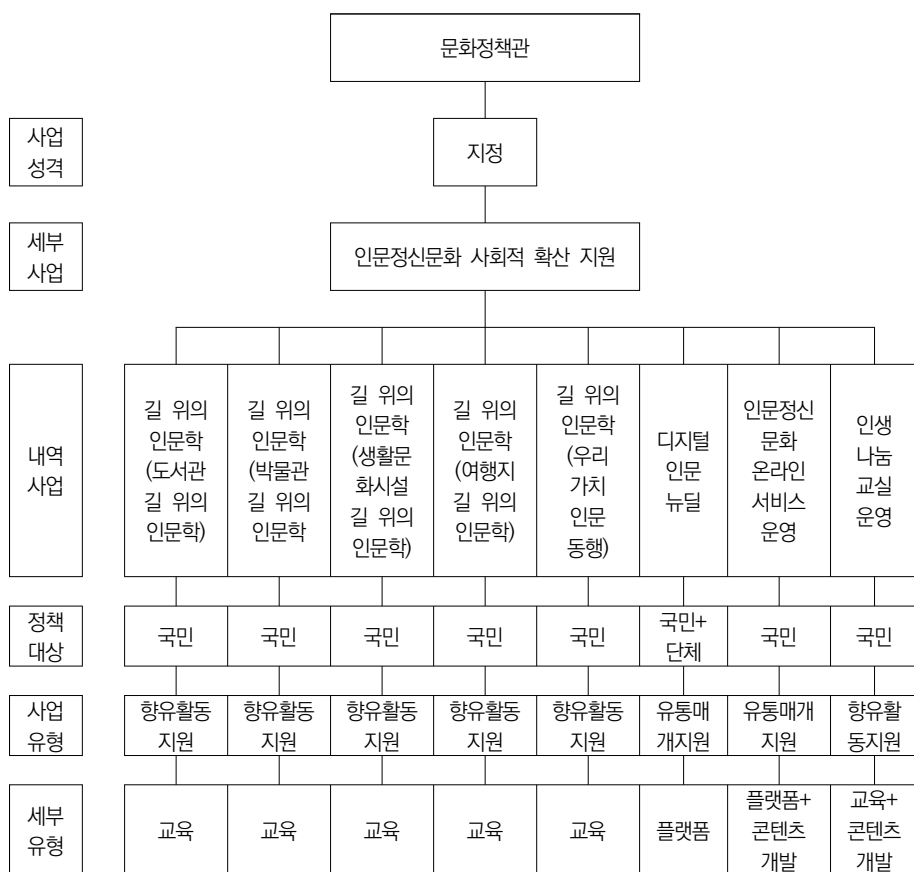 문화정책관
사업
성격
지정
세부
사업
인문정신문화 사회적 확산 지원
내역
사업
길 위의
인문학
(도서관
길 위의
인문학)
길 위의
인문학
(박물관
길 위의
인문학
길 위의
인문학
(생활문
화시설
길 위의
인문학)
길 위의
인문학
(여행지
길 위의
인문학)
길 위의
인문학
(우리
가치
인문
동행)
디지털
인문
뉴딜
인문정신
문화
온라인
서비스
운영
인생
나눔
교실
운영
정책
대상
국민
국민
국민
국민
국민
국민+
단체
국민
국민
사업
유형
향유활동
지원
향유활동
지원
향유활동
지원
향유활동
지원
향유활동
지원
유통매
개지원
유통매개
지원
향유활
동지원
세부
유형
교육
교육
교육
교육
교육
플랫폼
플랫폼+
콘텐츠
개발
교육+
콘텐츠
개발